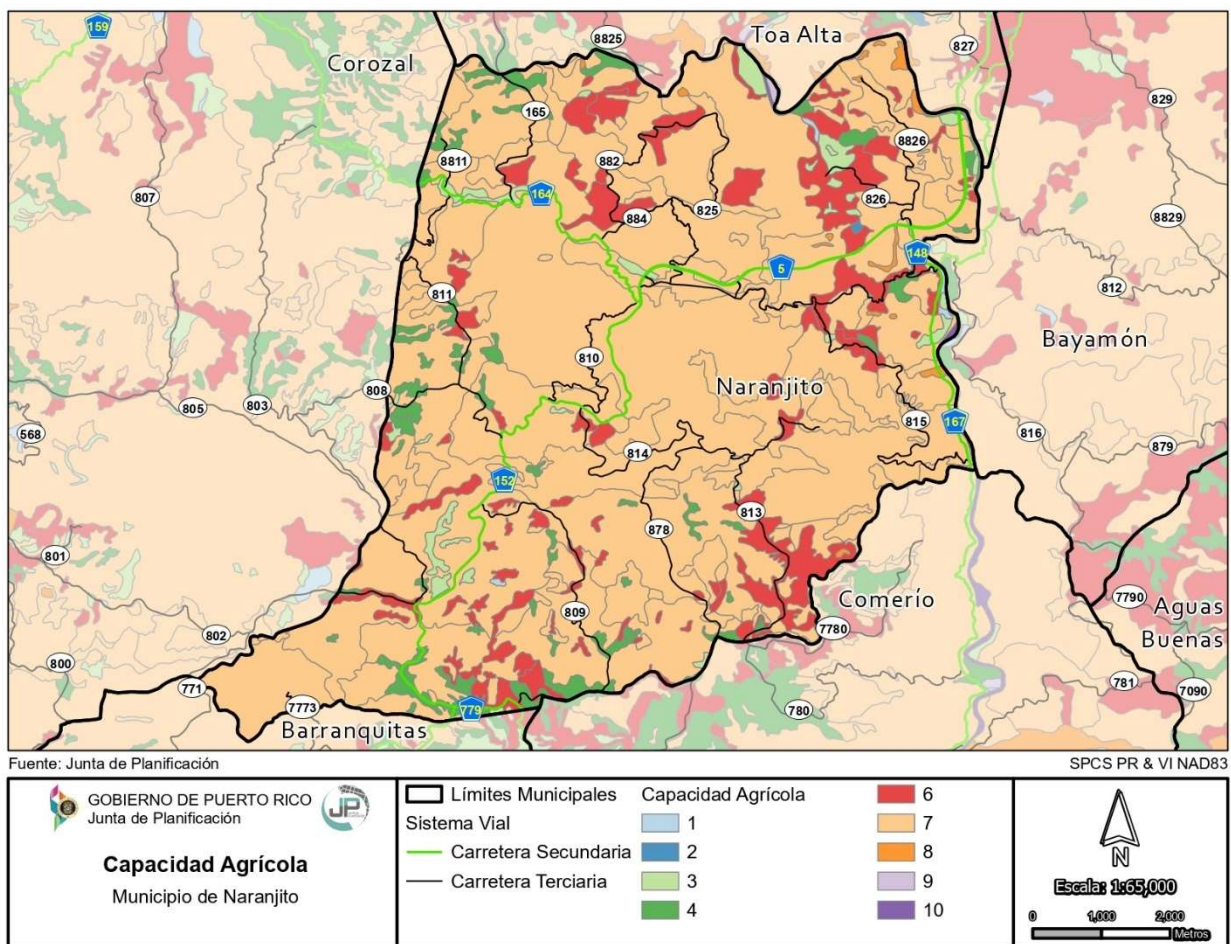 159
Corozal
8825
Toa Alta
827
829
165
8811
882
8826
807
164
884
825
826
8829
5
148
812
811
Bayamón
810
808
Naranjito
805
803
815
167
816
568
814
879
152
813
878
801
Comerío
7790
Aguas
Buenas
809
7780
802
800
771
781
7090
7773
779
780
Barranquitas
Fuente: Junta de Planificación
SPCS PR & VI NAD83
GOBIERNO DE PUERTO RICO
Junta de Planificación
JP
Capacidad Agrícola
Municipio de Naranjito
Límites Municipales
Sistema Vial
Carretera Secundaria
Carretera Terciaria
Capacidad Agrícola
1
2
3
4
6
7
8
9
10
N
Escala: 1:65,000
0 1,000 2,000
Metros